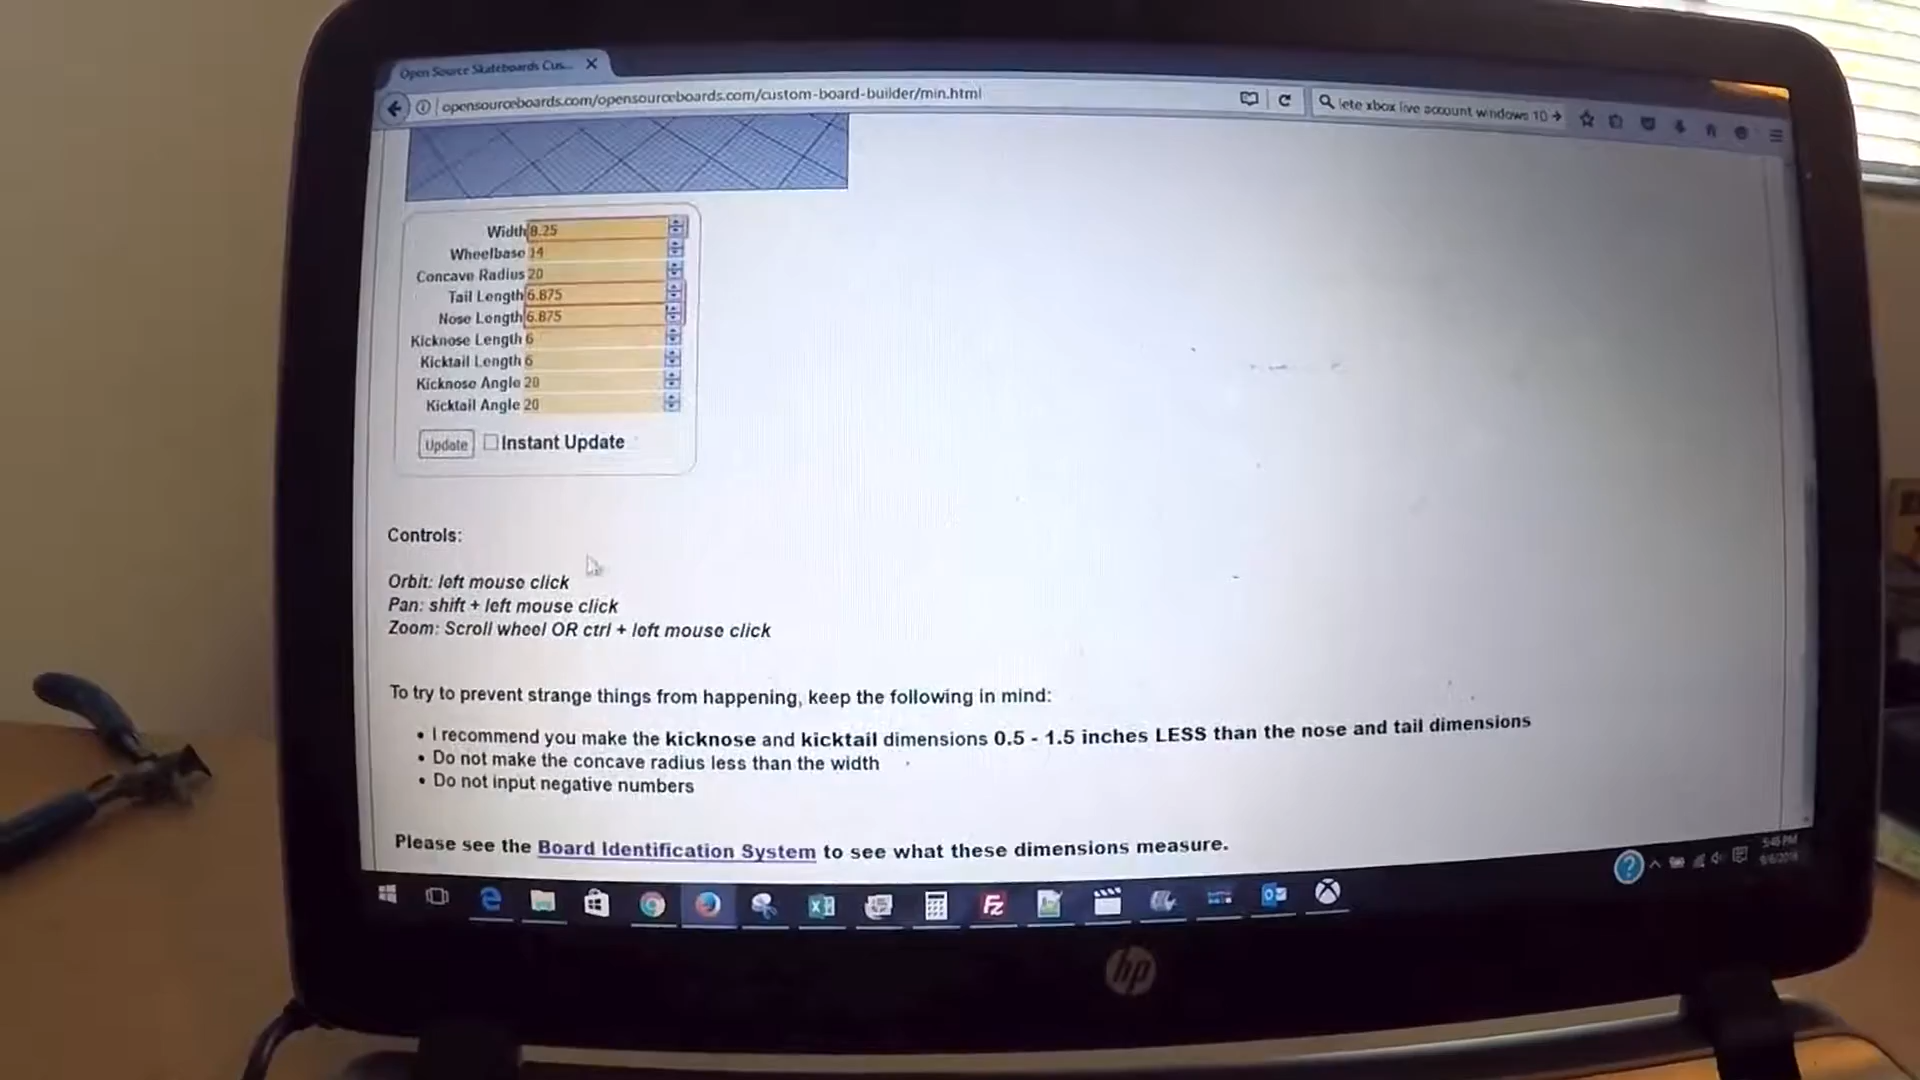 Open Source Skateboards Cus...
opensourceboards.com/opensourceboards.com/custom-board-builder/min.html
lete xbox live account windows 10
Width 8.25
Wheelbase 14
Concave Radius 20
Tail Length 6.875
Nose Length 6.875
Kicknose Length 6
Kicktail Length 6
Kicknose Angle 20
Kicktail Angle 20
Update Instant Update
Controls:
Orbit: left mouse click
Pan: shift + left mouse click
Zoom: Scroll wheel OR ctrl + left mouse click
To try to prevent strange things from happening, keep the following in mind:
• I recommend you make the kicknose and kicktail dimensions 0.5 - 1.5 inches LESS than the nose and tail dimensions
• Do not make the concave radius less than the width
• Do not input negative numbers
Please see the Board Identification System to see what these dimensions measure.
5:45 PM
9/6/2016
hp